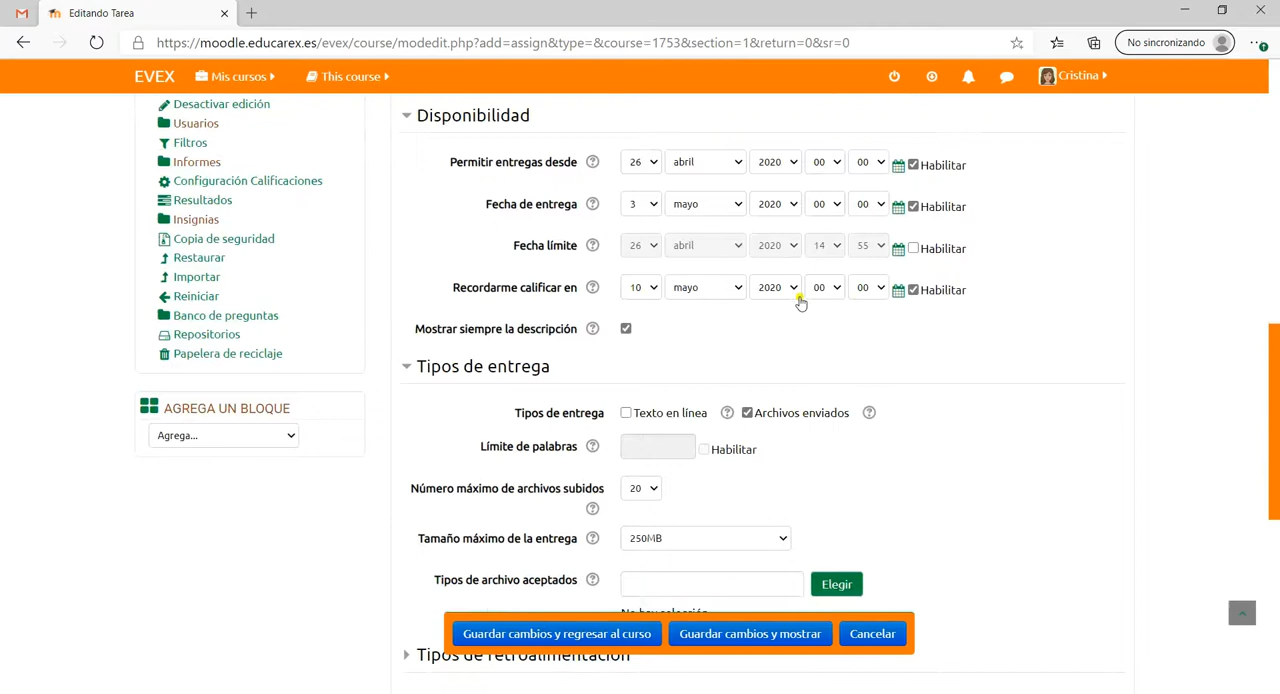 Editando Tarea
https://moodle.educarex.es/evex/course/modedit.php?add=assign&type=&course=1753&section=1&return=0&sr=0
No sincronizando
EVEX
Mis cursos
This course
Cristina
Desactivar edición
Usuarios
Filtros
Informes
Configuración Calificaciones
Resultados
Insignias
Copia de seguridad
Restaurar
Importar
Reiniciar
Banco de preguntas
Repositorios
Papelera de reciclaje
AGREGA UN BLOQUE
Agrega...
Disponibilidad
Permitir entregas desde ? 26 abril 2020 00 00 Habilitar
Fecha de entrega ? 3 mayo 2020 00 00 Habilitar
Fecha límite ? 26 abril 2020 14 55 Habilitar
Recordarme calificar en ? 10 mayo 2020 00 00 Habilitar
Mostrar siempre la descripción ?
Tipos de entrega
Tipos de entrega Texto en línea ? Archivos enviados ?
Límite de palabras ? Habilitar
Número máximo de archivos subidos 20
?
Tamaño máximo de la entrega ? 250MB
Tipos de archivo aceptados ? Elegir
No hay selección
Guardar cambios y regresar al curso Guardar cambios y mostrar Cancelar
Tipos de retroalimentación